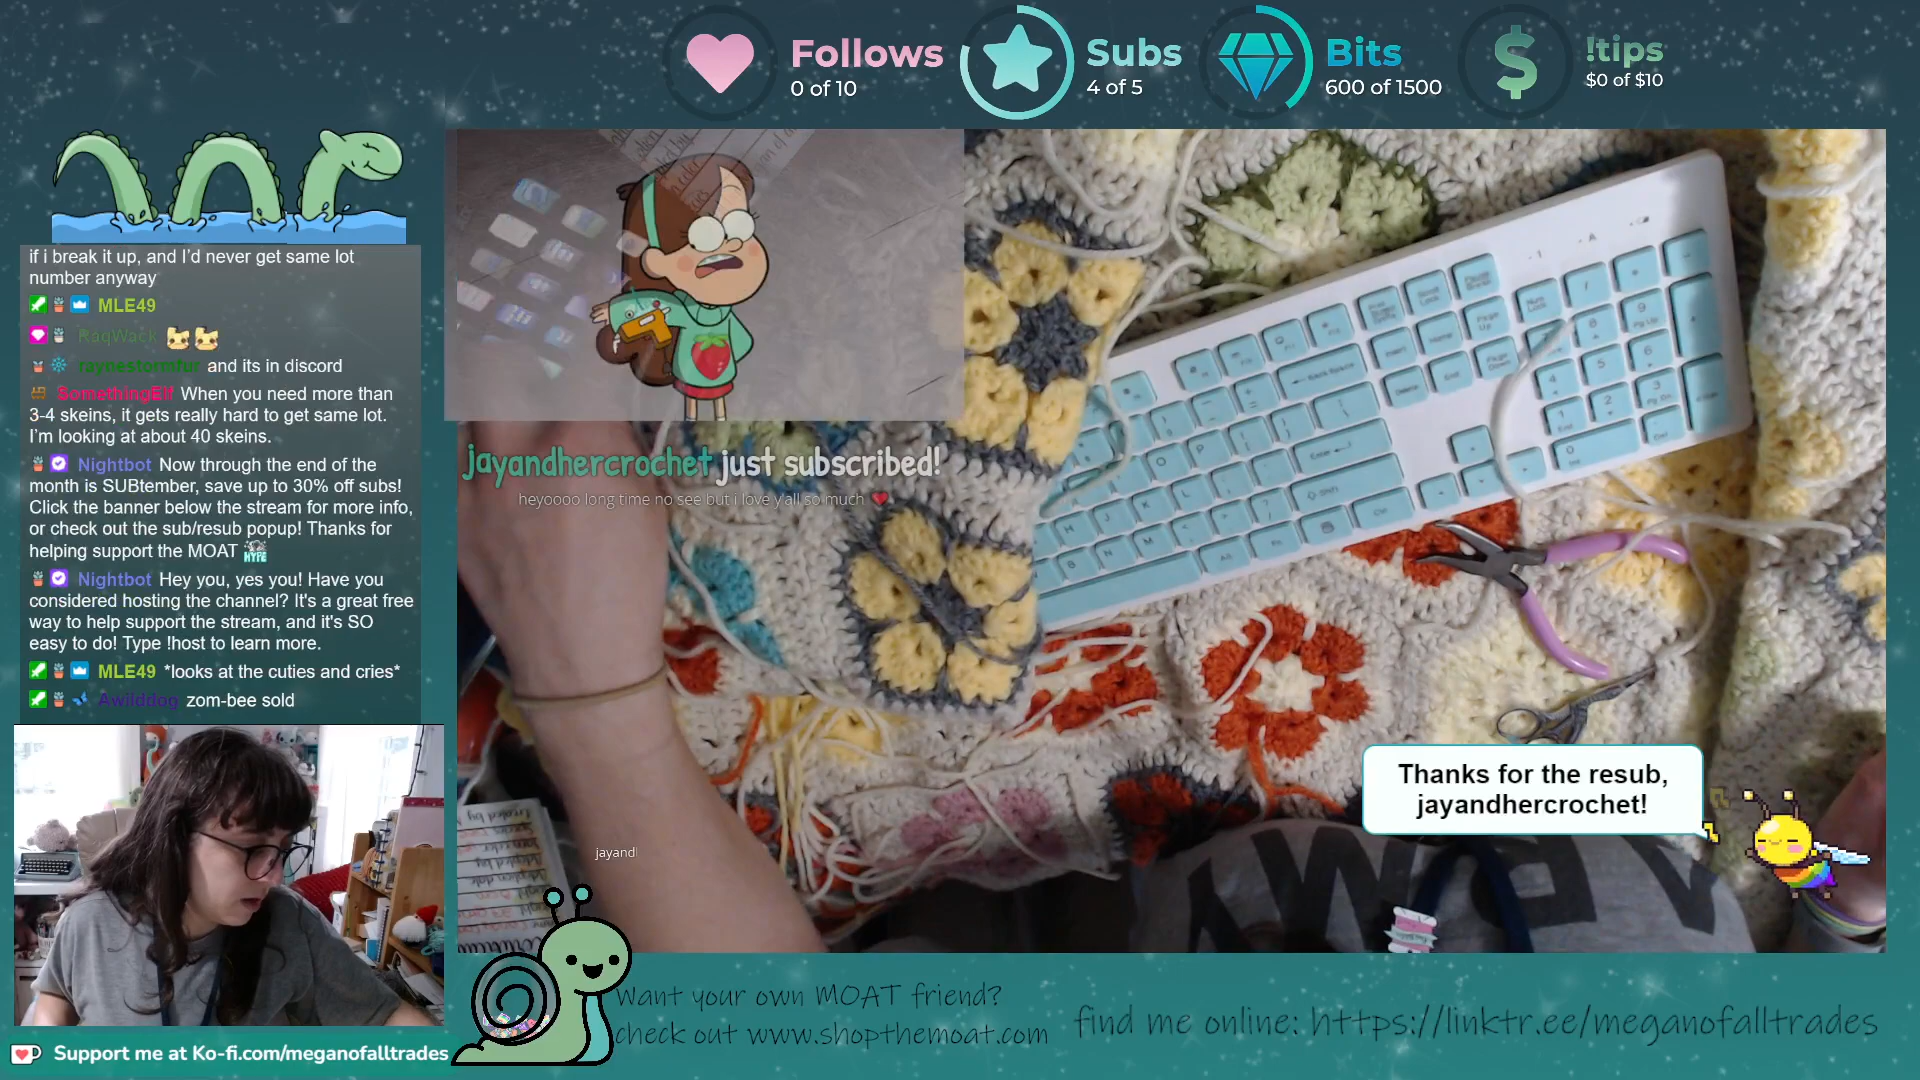 Follows
0 of 10
Subs
4 of 5
Bits
600 of 1500
!tips
$0 of $10
if i break it up, and I'd never get same lot
number anyway
MLE49
RaqWack
raynestormfur and its in discord
SomethingElf When you need more than
3-4 skeins, it gets really hard to get same lot.
I'm looking at about 40 skeins.
Nightbot Now through the end of the
month is SUBtember, save up to 30% off subs!
Click the banner below the stream for more info,
or check out the sub/resub popup! Thanks for
helping support the MOAT HYPE
Nightbot Hey you, yes you! Have you
considered hosting the channel? It's a great free
way to help support the stream, and it's SO
easy to do! Type !host to learn more.
MLE49 *looks at the cuties and cries*
Awilddog zom-bee sold
jayandhercrochet just subscribed!
heyoooo long time no see but i love y'all so much
Thanks for the resub,
jayandhercrochet!
jayand
Want your own MOAT friend?
check out www.shopthemoat.com
find me online: https://linktr.ee/meganofalltrades
Support me at Ko-fi.com/meganofalltrades